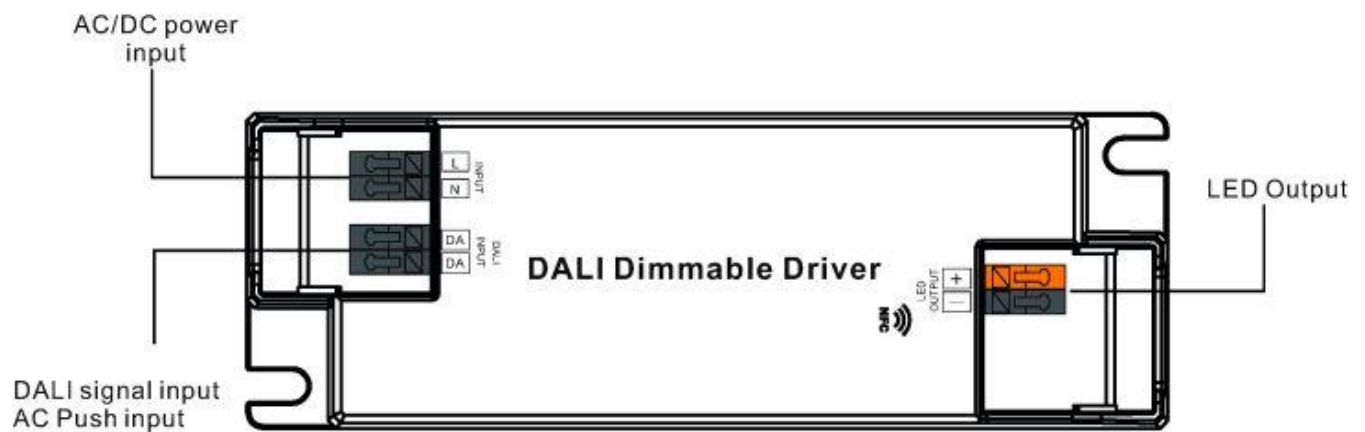 AC/DC power
input
L
N
INPUT
DA
DA
DALI
INPUT
DALI signal input
AC Push input
DALI Dimmable Driver
NFC
LED
OUTPUT
+
—
LED Output